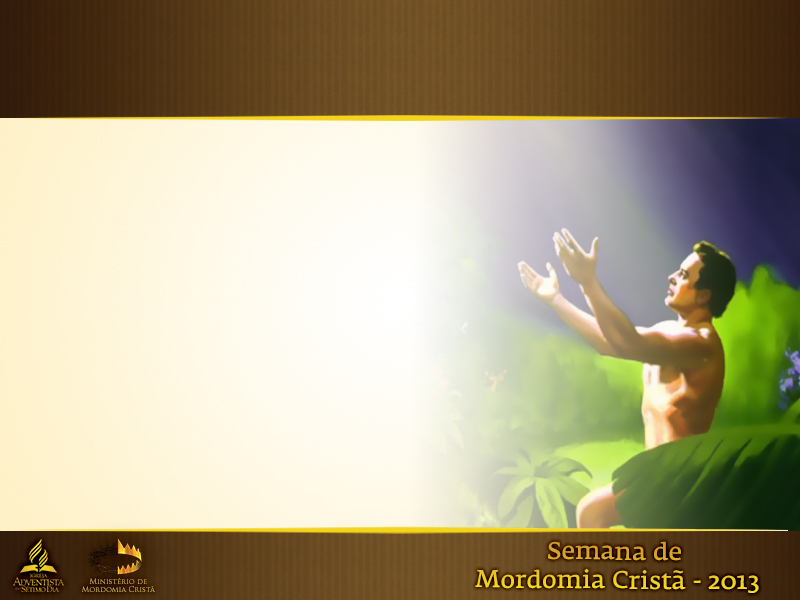 IGREJA
ADVENTISTA
DO SÉTIMO DIA
MINISTÉRIO DE
MORDOMIA CRISTÃ
Semana de
Mordomia Cristã - 2013